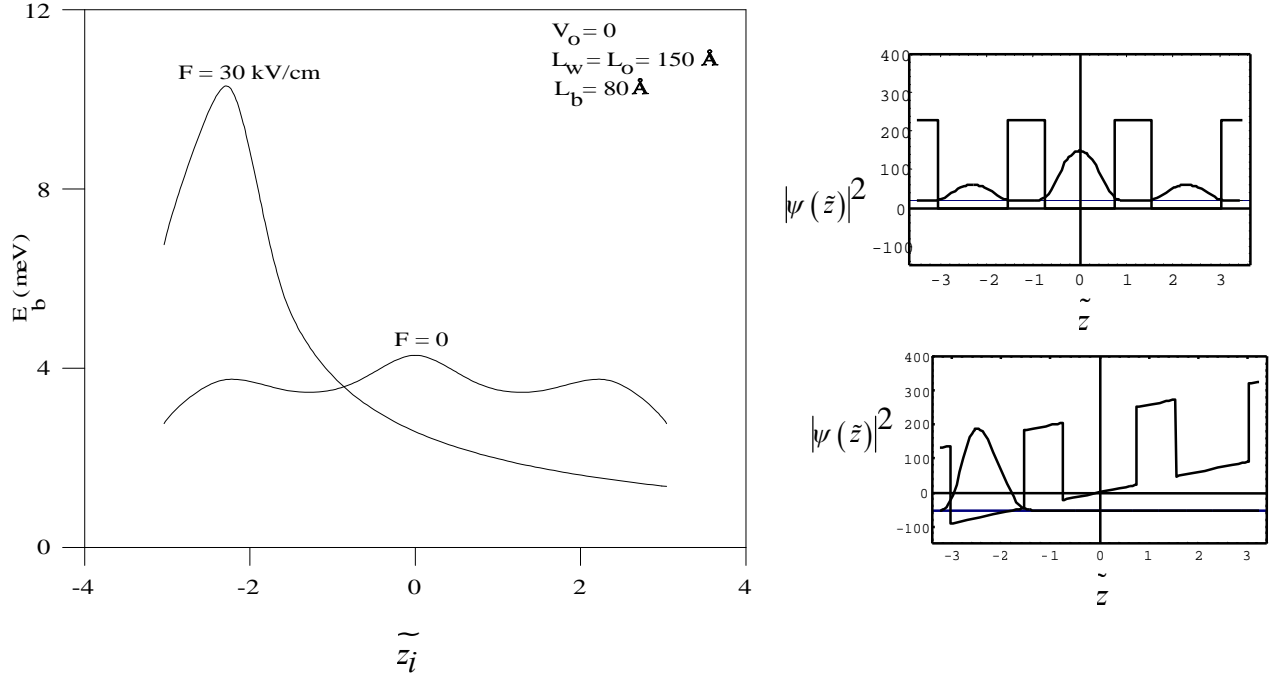 12
8
4
0
-4
-2
0
2
4
E_b (meV)
F = 30 kV/cm
F = 0
V_o = 0
L_w = L_o = 150 Å
L_b = 80 Å
z̃_i
400
300
200
100
0
-100
|ψ(z̃)|²
-3 -2 -1 0 1 2 3
z̃
400
300
200
100
0
-100
|ψ(z̃)|²
-3 -2 -1 0 1 2 3
z̃